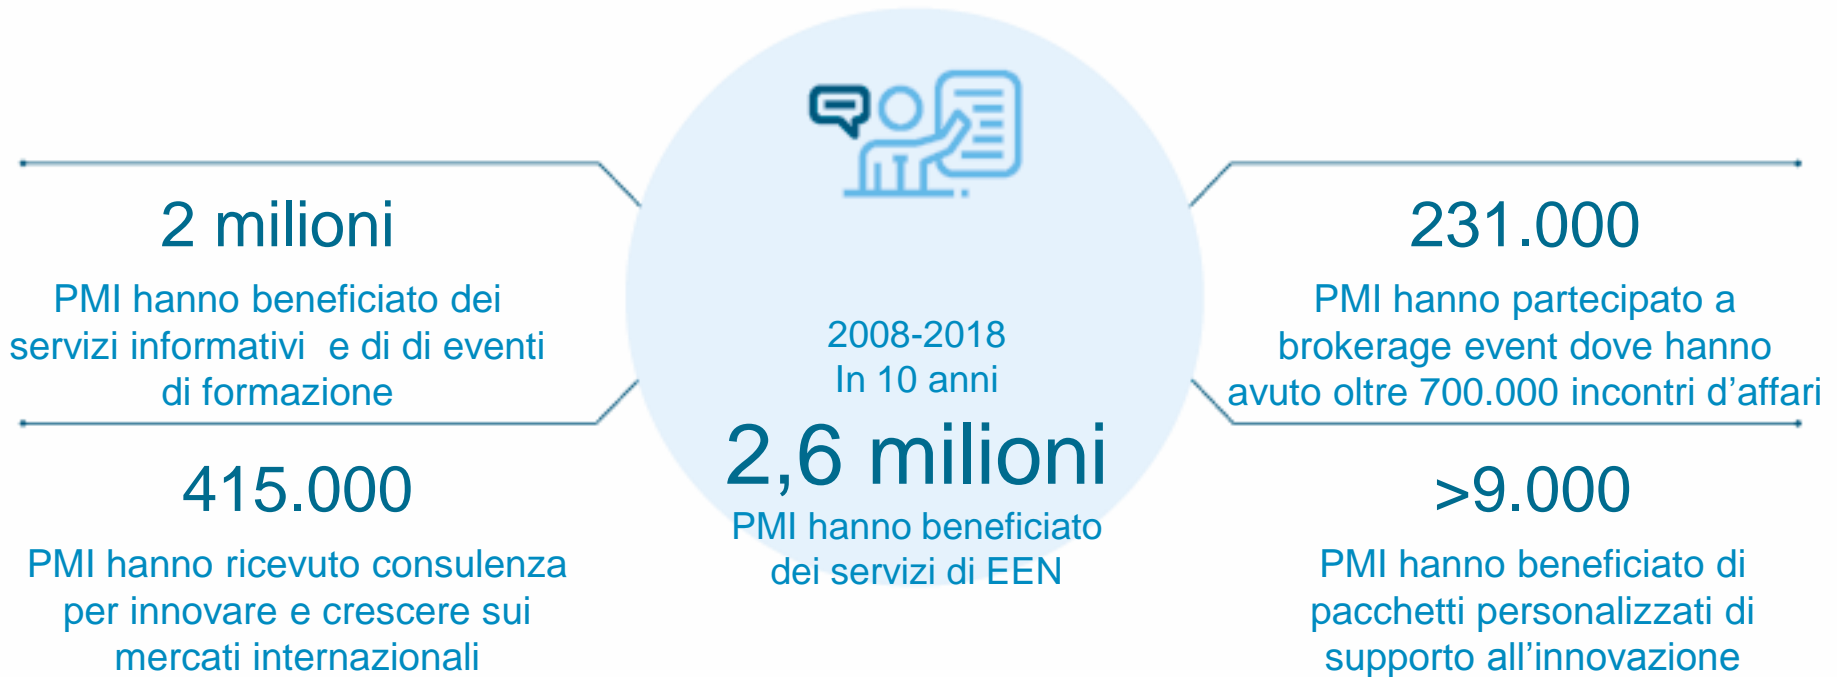 2 milioni
PMI hanno beneficiato dei
servizi informativi  e di di eventi
di formazione
415.000
PMI hanno ricevuto consulenza
per innovare e crescere sui
mercati internazionali
2008-2018
In 10 anni
2,6 milioni
PMI hanno beneficiato
dei servizi di EEN
231.000
PMI hanno partecipato a
brokerage event dove hanno
avuto oltre 700.000 incontri d’affari
>9.000
PMI hanno beneficiato di
pacchetti personalizzati di
supporto all’innovazione